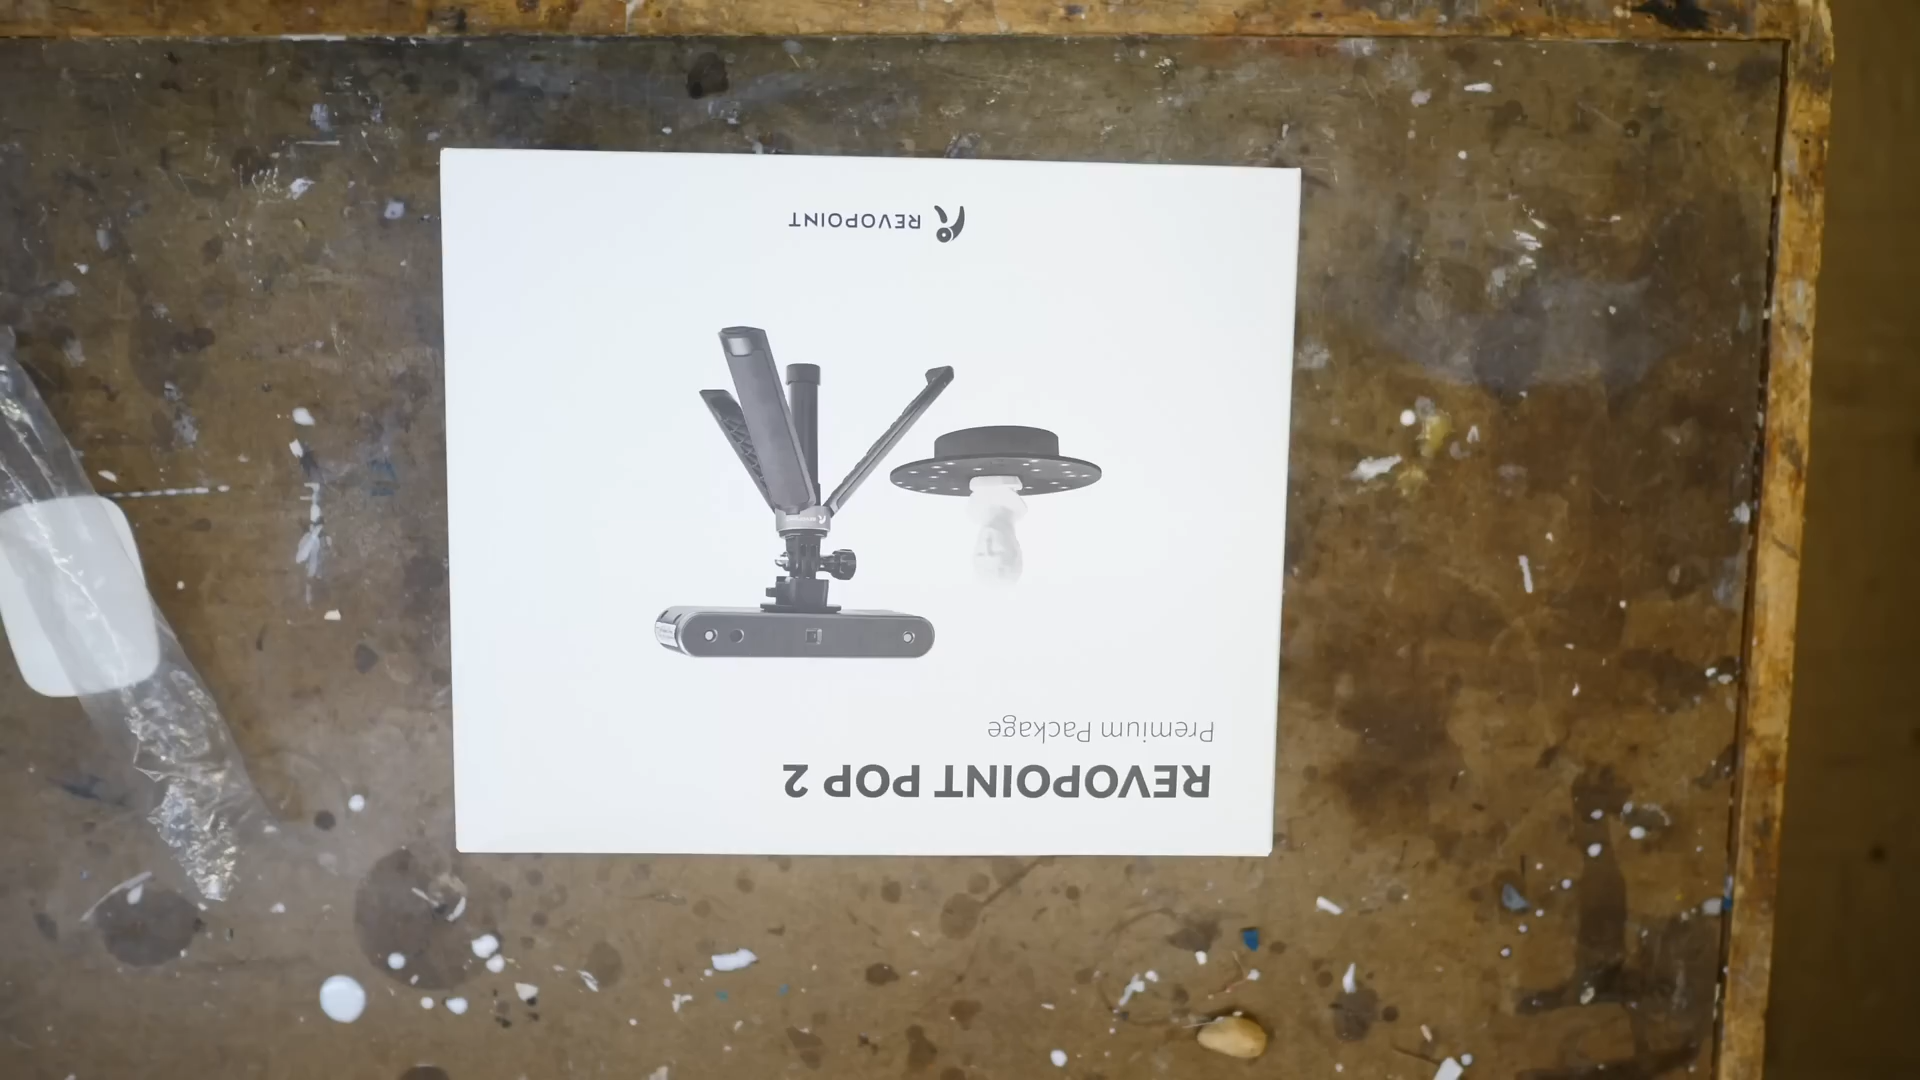 REVOPOINT POP 2
Premium Package
REVOPOINT